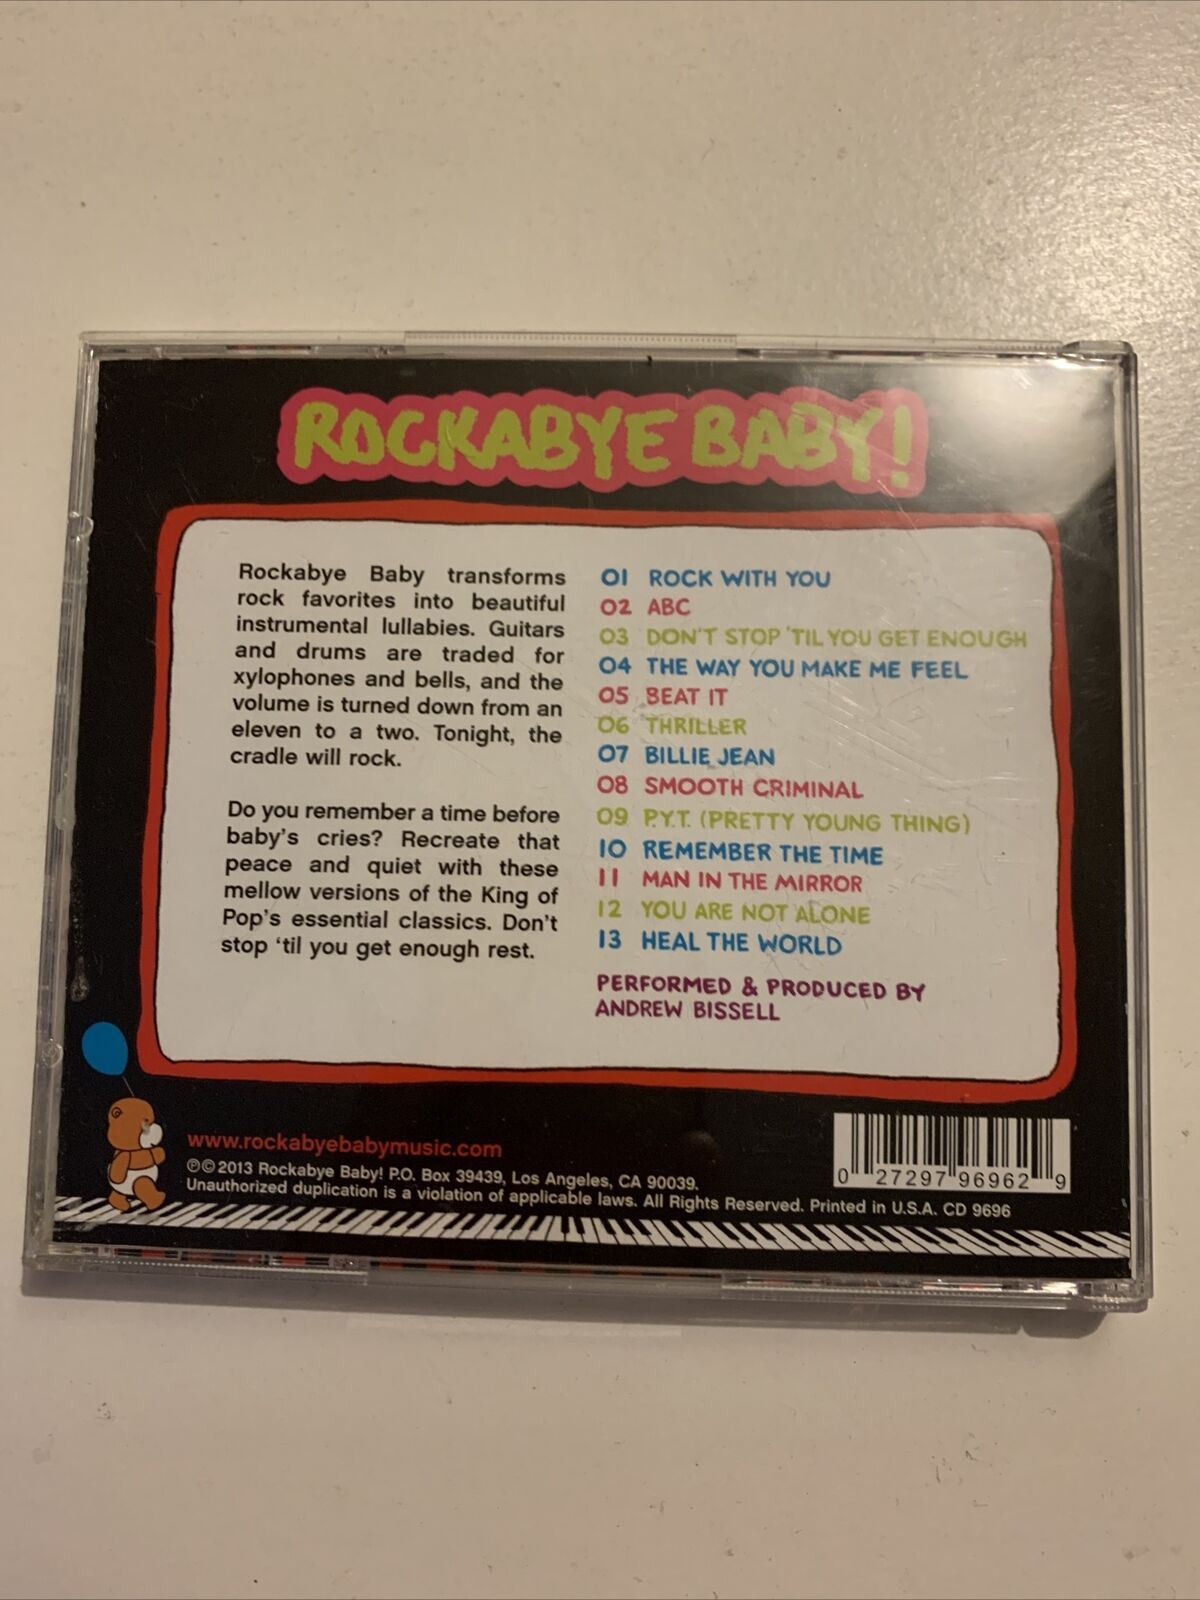 ROCKABYE BABY!
Rockabye Baby transforms
rock favorites into beautiful
instrumental lullabies. Guitars
and drums are traded for
xylophones and bells, and the
volume is turned down from an
eleven to a two. Tonight, the
cradle will rock.
Do you remember a time before
baby's cries? Recreate that
peace and quiet with these
mellow versions of the King of
Pop's essential classics. Don't
stop 'til you get enough rest.
01 ROCK WITH YOU
02 ABC
03 DON'T STOP 'TIL YOU GET ENOUGH
04 THE WAY YOU MAKE ME FEEL
05 BEAT IT
06 THRILLER
07 BILLIE JEAN
08 SMOOTH CRIMINAL
09 P.Y.T. (PRETTY YOUNG THING)
10 REMEMBER THE TIME
11 MAN IN THE MIRROR
12 YOU ARE NOT ALONE
13 HEAL THE WORLD
PERFORMED & PRODUCED BY
ANDREW BISSELL
www.rockabyebabymusic.com
℗©2013 Rockabye Baby! P.O. Box 39439, Los Angeles, CA 90039.
Unauthorized duplication is a violation of applicable laws. All Rights Reserved. Printed in U.S.A. CD 9696
0 27297 96962 9